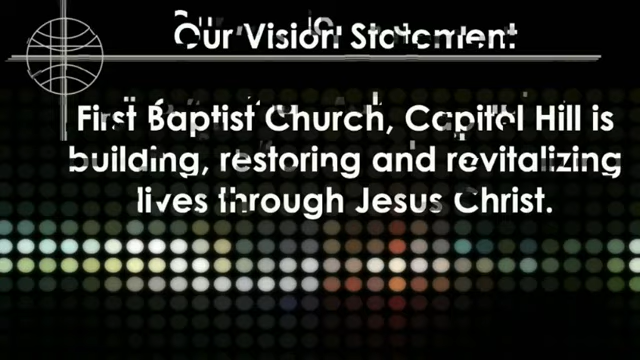 Our Vision Statement
First Baptist Church, Capitol Hill is
building, restoring and revitalizing
lives through Jesus Christ.